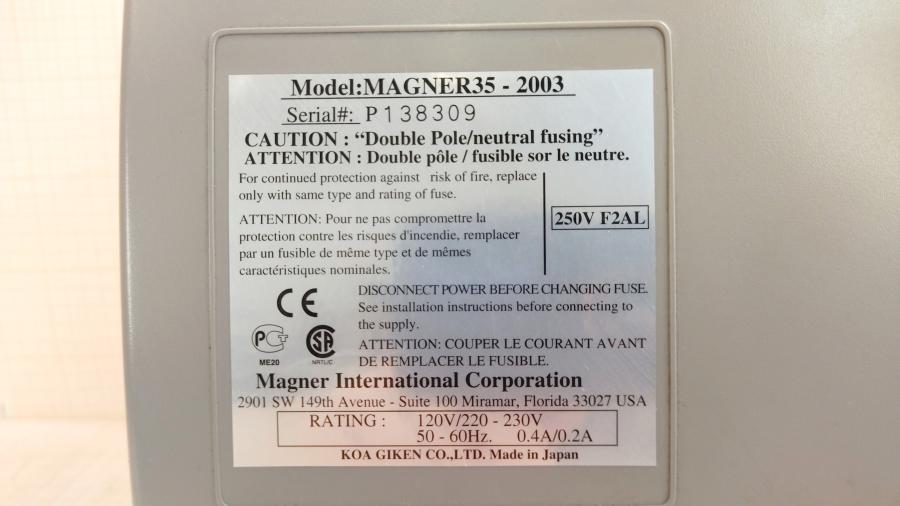 Model:MAGNER35 - 2003
Serial#: P138309
CAUTION : “Double Pole/neutral fusing”
ATTENTION : Double pôle / fusible sor le neutre.
For continued protection against risk of fire, replace
only with same type and rating of fuse.
ATTENTION: Pour ne pas compromettre la
protection contre les risques d'incendie, remplacer
par un fusible de même type et de mêmes
caractéristiques nominales.
250V F2AL
DISCONNECT POWER BEFORE CHANGING FUSE.
See installation instructions before connecting to
the supply.
ATTENTION: COUPER LE COURANT AVANT
DE REMPLACER LE FUSIBLE.
CE
РСТ
ME20
SA
NRTL/C
Magner International Corporation
2901 SW 149th Avenue - Suite 100 Miramar, Florida 33027 USA
RATING : 120V/220 - 230V
50 - 60Hz. 0.4A/0.2A
KOA GIKEN CO.,LTD. Made in Japan